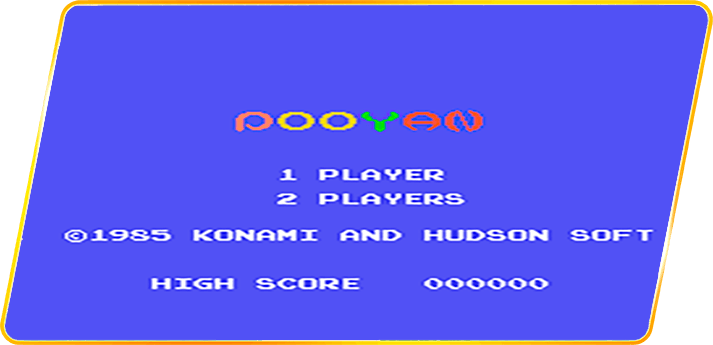 POOYAN
1 PLAYER
2 PLAYERS
©1985 KONAMI AND HUDSON SOFT
HIGH SCORE 000000